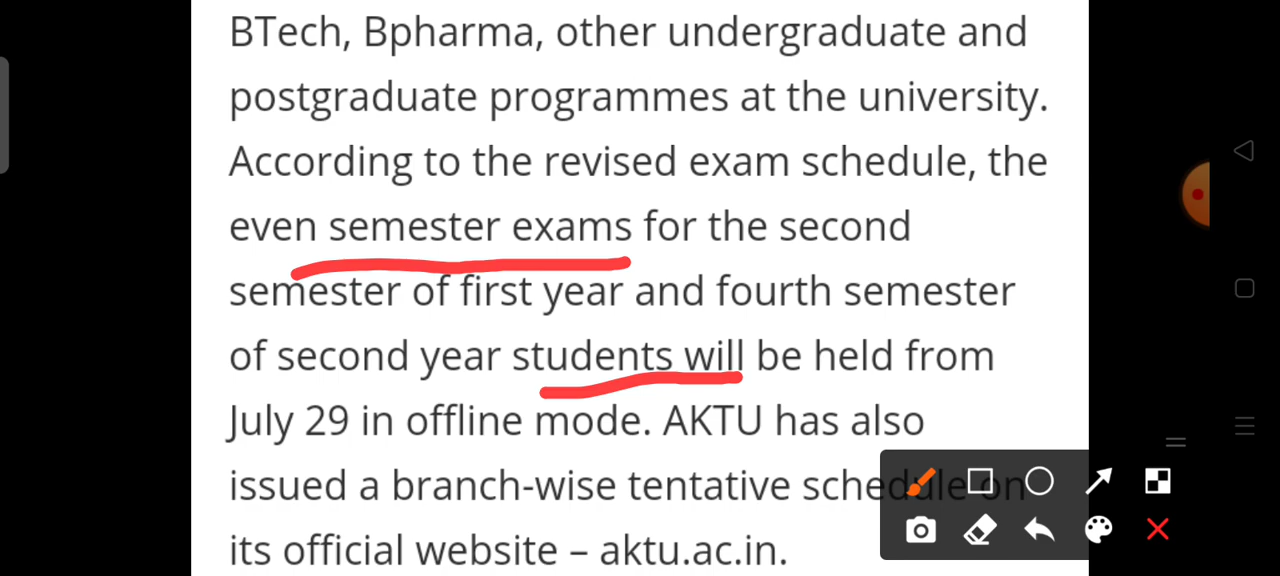 BTech, Bpharma, other undergraduate and
postgraduate programmes at the university.
According to the revised exam schedule, the
even semester exams for the second
semester of first year and fourth semester
of second year students will be held from
July 29 in offline mode. AKTU has also
issued a branch-wise tentative schedule on
its official website – aktu.ac.in.